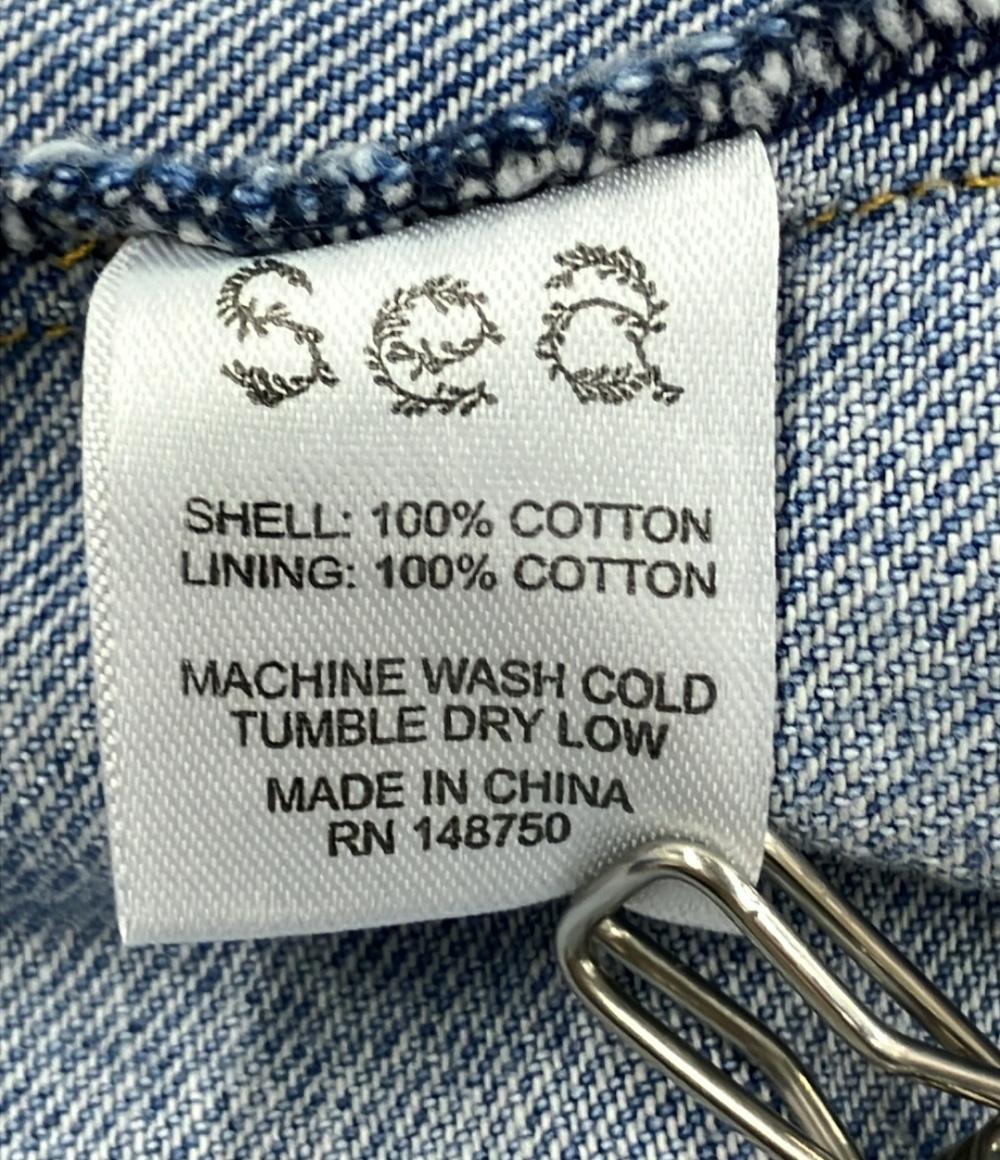 Sea
SHELL: 100% COTTON
LINING: 100% COTTON
MACHINE WASH COLD
TUMBLE DRY LOW
MADE IN CHINA
RN 148750